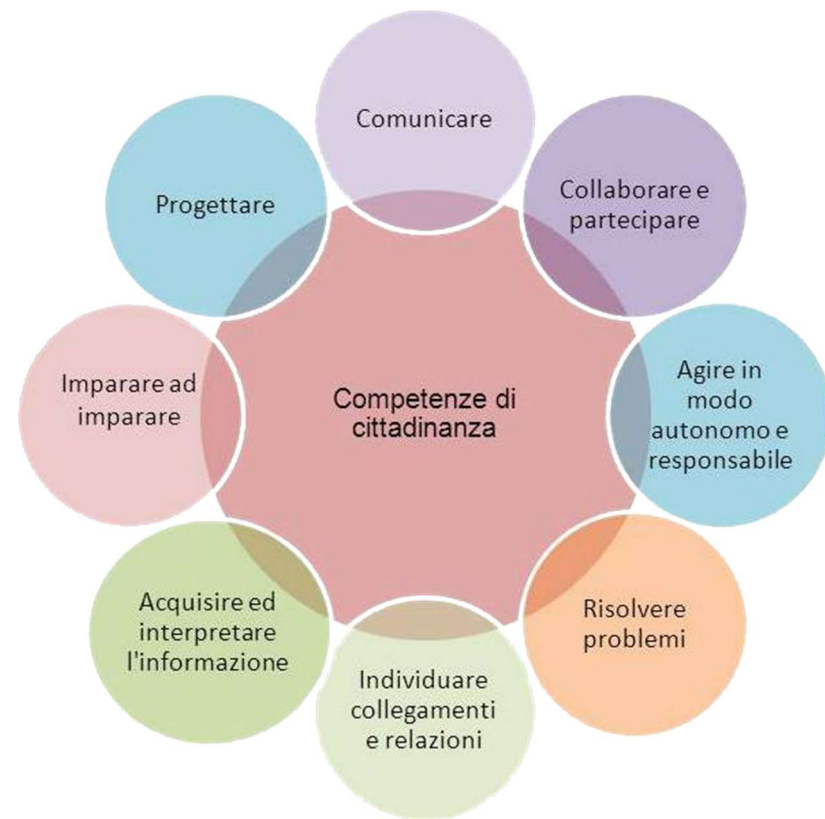 Comunicare
Collaborare e
partecipare
Agire in
modo
autonomo e
responsabile
Risolvere
problemi
Individuare
collegamenti
e relazioni
Acquisire ed
interpretare
l'informazione
Imparare ad
imparare
Progettare
Competenze di
cittadinanza